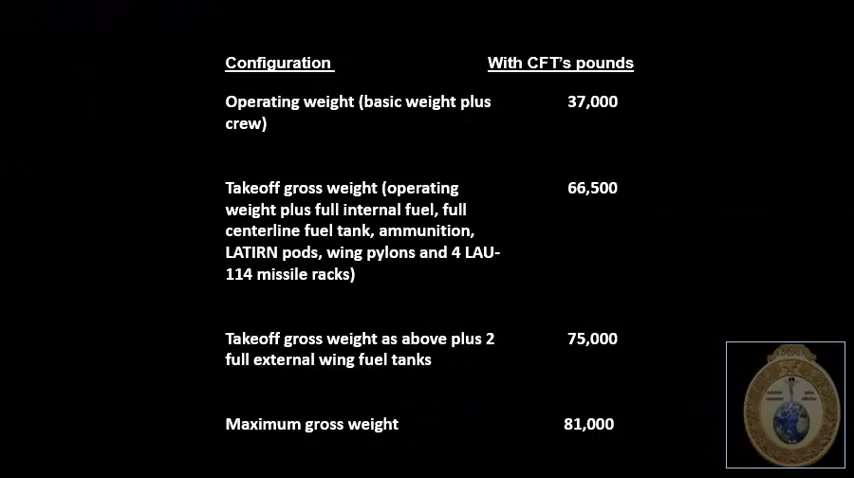 Configuration With CFT's pounds
Operating weight (basic weight plus 37,000
crew)
Takeoff gross weight (operating 66,500
weight plus full internal fuel, full
centerline fuel tank, ammunition,
LATIRN pods, wing pylons and 4 LAU-
114 missile racks)
Takeoff gross weight as above plus 2 75,000
full external wing fuel tanks
Maximum gross weight 81,000